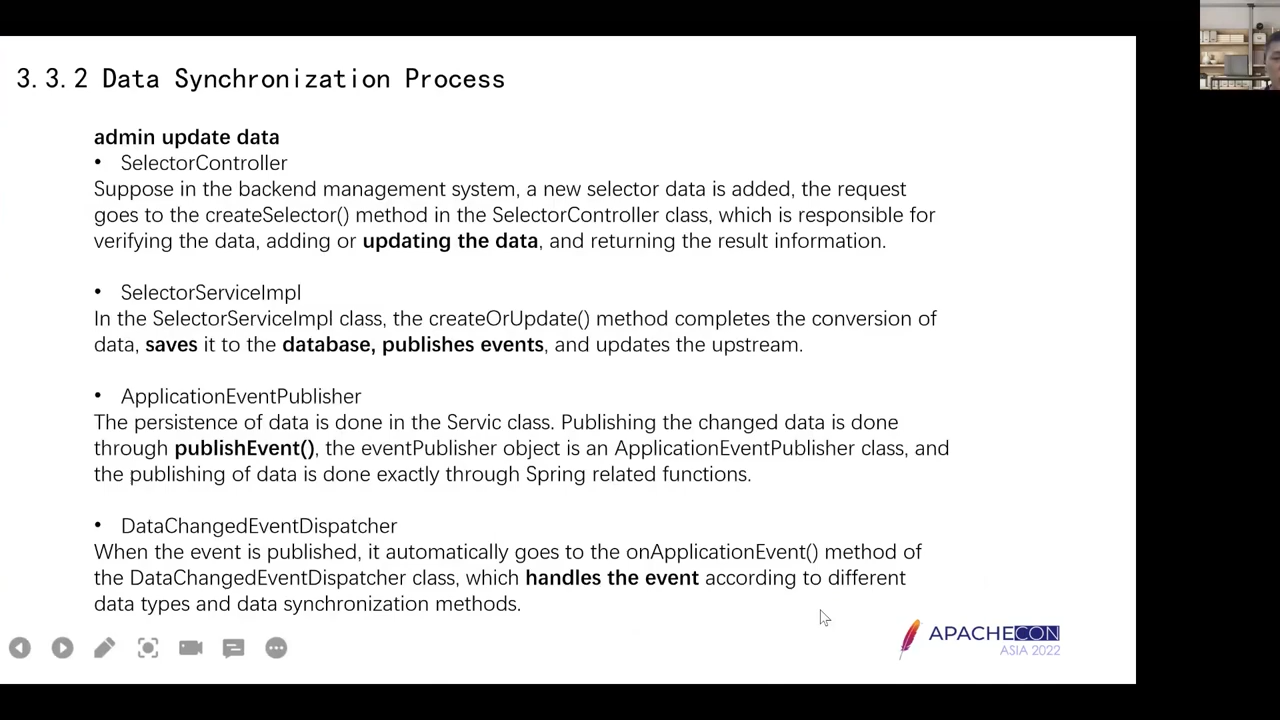 3.3.2 Data Synchronization Process
admin update data
• SelectorController
Suppose in the backend management system, a new selector data is added, the request
goes to the createSelector() method in the SelectorController class, which is responsible for
verifying the data, adding or updating the data, and returning the result information.
• SelectorServiceImpl
In the SelectorServiceImpl class, the createOrUpdate() method completes the conversion of
data, saves it to the database, publishes events, and updates the upstream.
• ApplicationEventPublisher
The persistence of data is done in the Servic class. Publishing the changed data is done
through publishEvent(), the eventPublisher object is an ApplicationEventPublisher class, and
the publishing of data is done exactly through Spring related functions.
• DataChangedEventDispatcher
When the event is published, it automatically goes to the onApplicationEvent() method of
the DataChangedEventDispatcher class, which handles the event according to different
data types and data synchronization methods.
APACHECON
ASIA 2022